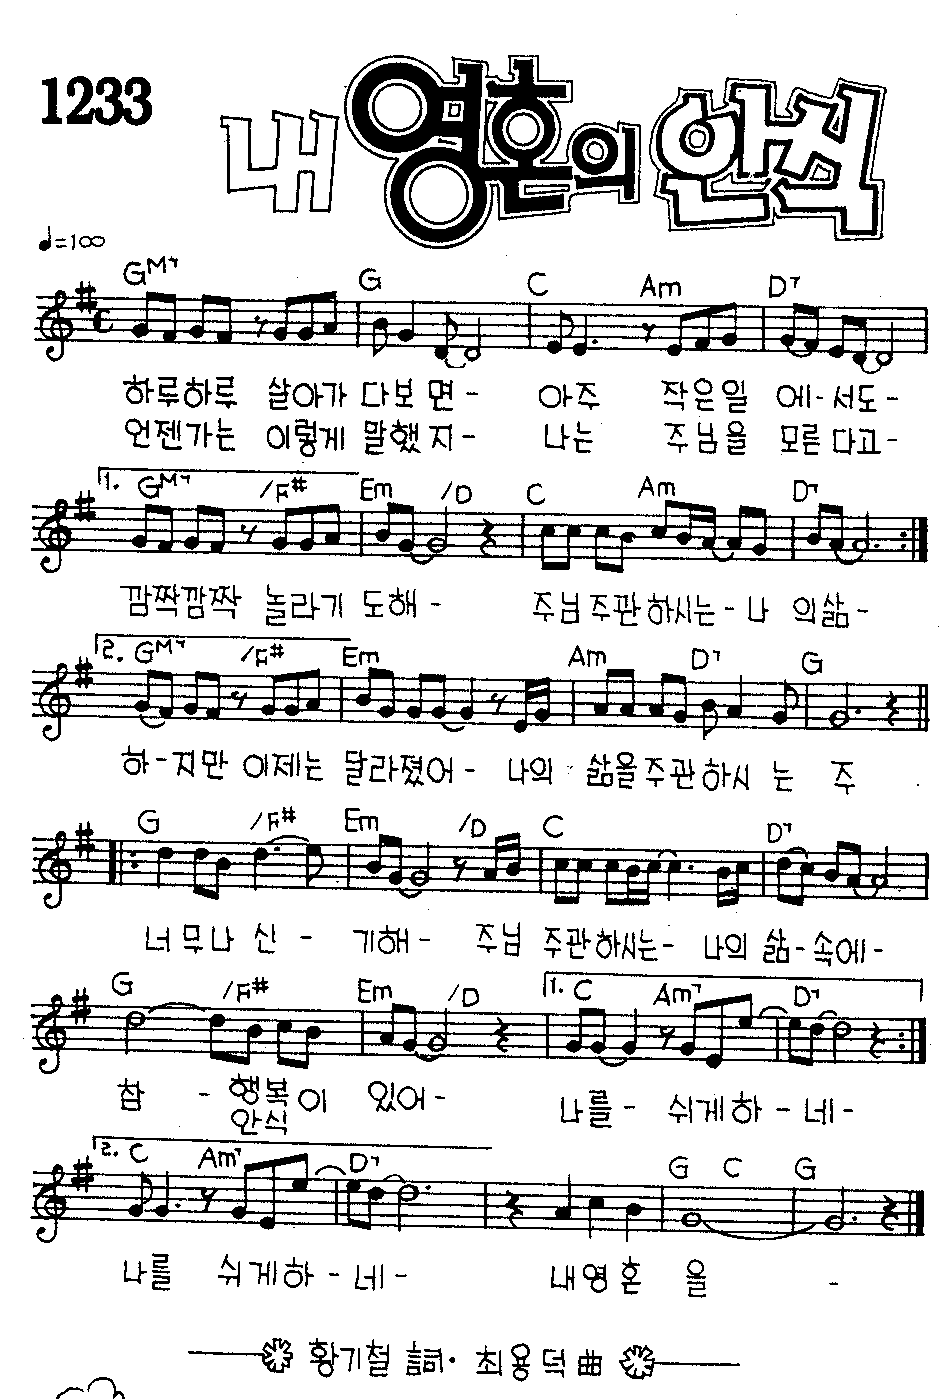 1233
내 영혼의 안식
♩=100
GM7 G C Am D7
하루하루 살아가 다보 면- 아주 작은일 에-서도-
언젠가는 이렇게 말했 지- 나는 주님을 모른 다고-
1. GM7 /F# Em /D C Am D7
깜짝깜짝 놀라기 도해- 주님주관하시는-나 의삶-
2. GM7 /F# Em Am D7 G
하-지만 이제는 달라졌어- 나의 삶을주관하시 는 주
G /F# Em /D C D7
너무나 신- 기해- 주님 주관하시는- 나의 삶-속에-
G /F# Em /D 1. C Am7 D7
참 -행복이 있어- 나를- 쉬게하-네-
안식
2. C Am7 D7 G C G
나를 쉬게하-네- 내영혼 을 -
황기철 詞· 최용덕 曲